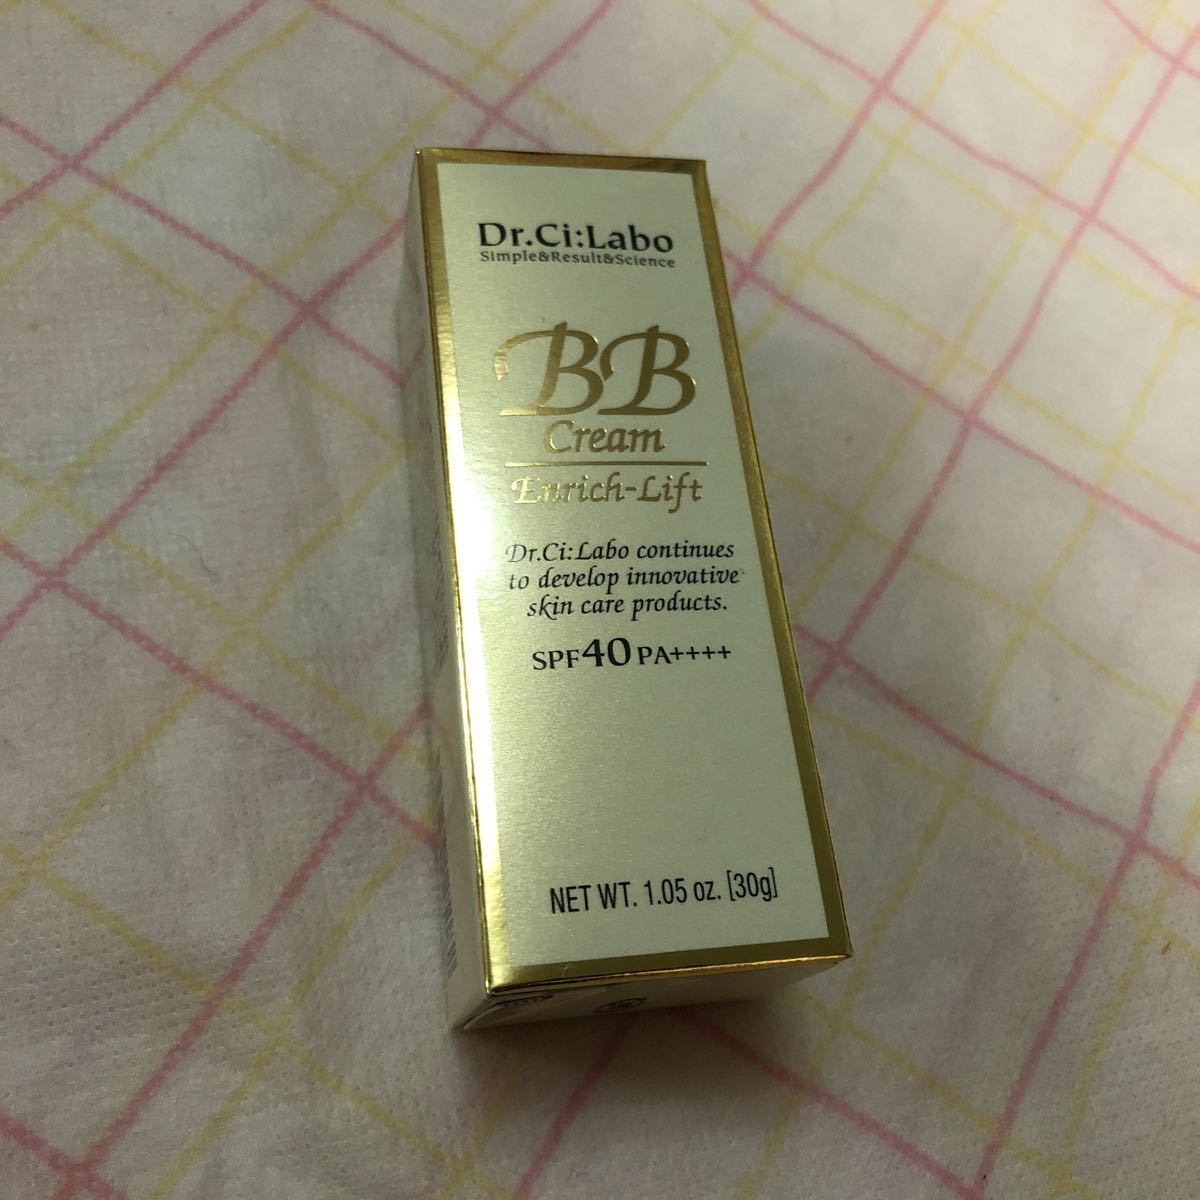 Dr.Ci:Labo
Simple&Result&Science
BB
Cream
Enrich-Lift
Dr.Ci:Labo continues
to develop innovative
skin care products.
SPF40 PA++++
NET WT. 1.05 oz. [30g]